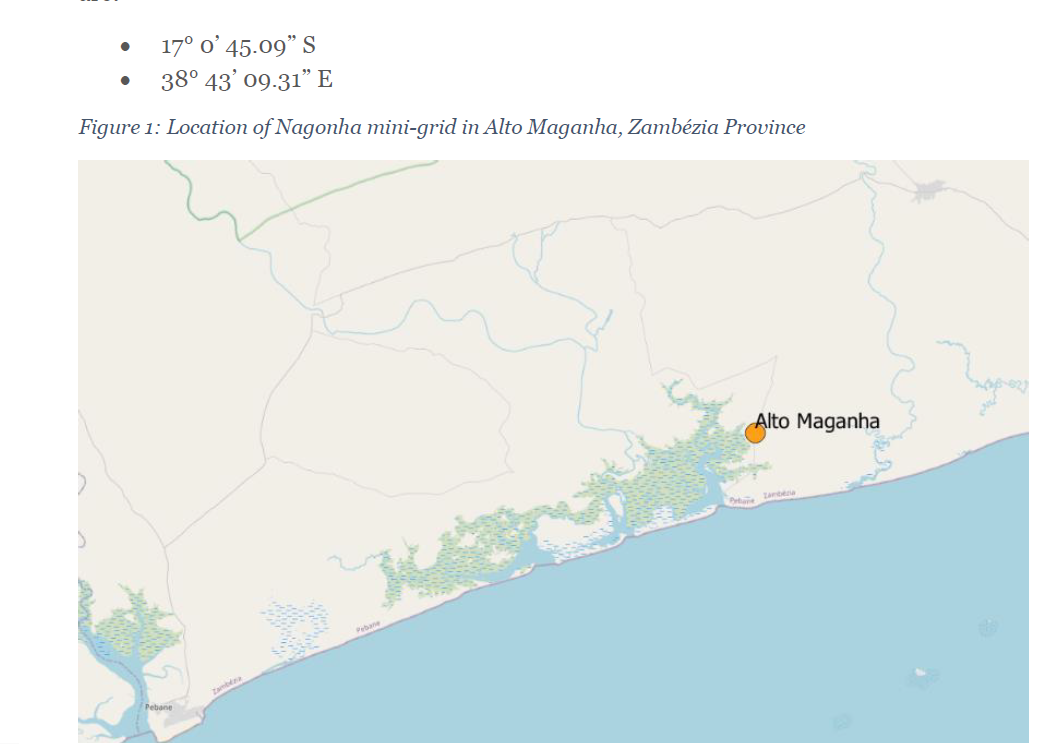 • 17° 0’ 45.09” S
• 38° 43’ 09.31” E
Figure 1: Location of Nagonha mini-grid in Alto Maganha, Zambézia Province
Alto Maganha
Pebane Zambézia
Pebane
Zambézia
Pebane